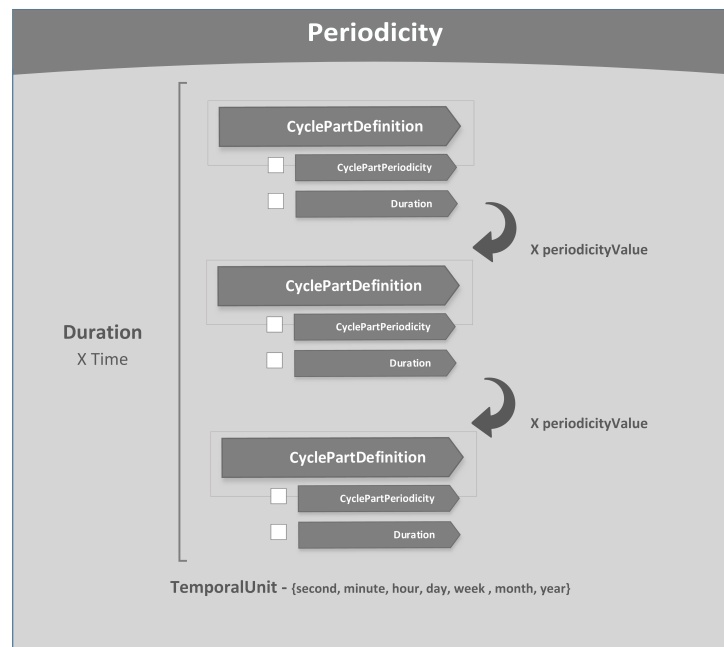 Periodicity
CyclePartDefinition
CyclePartPeriodicity
Duration
X periodicityValue
CyclePartDefinition
CyclePartPeriodicity
Duration
Duration
X Time
X periodicityValue
CyclePartDefinition
CyclePartPeriodicity
Duration
TemporalUnit - {second, minute, hour, day, week , month, year}